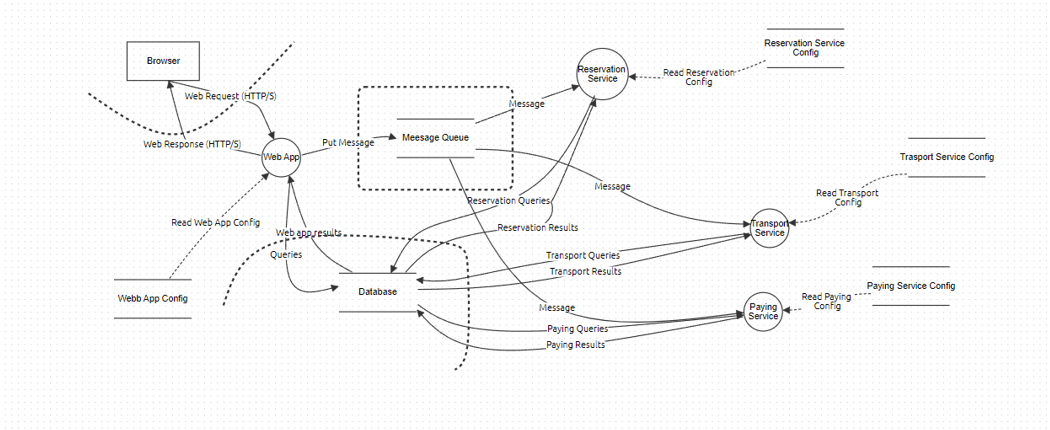 Browser
Web Request (HTTP/S)
Web Response (HTTP/S)
Web App
Put Message
Meesage Queue
Message
Reservation
Service
Read Reservation
Config
Reservation Service
Config
Message
Trasport Service Config
Read Transport
Config
Transport
Service
Read Web App Config
Reservation Queries
Reservation Results
Web app results
Queries
Transport Queries
Transport Results
Webb App Config
Database
Message
Paying Queries
Paying Results
Paying
Service
Read Paying
Config
Paying Service Config